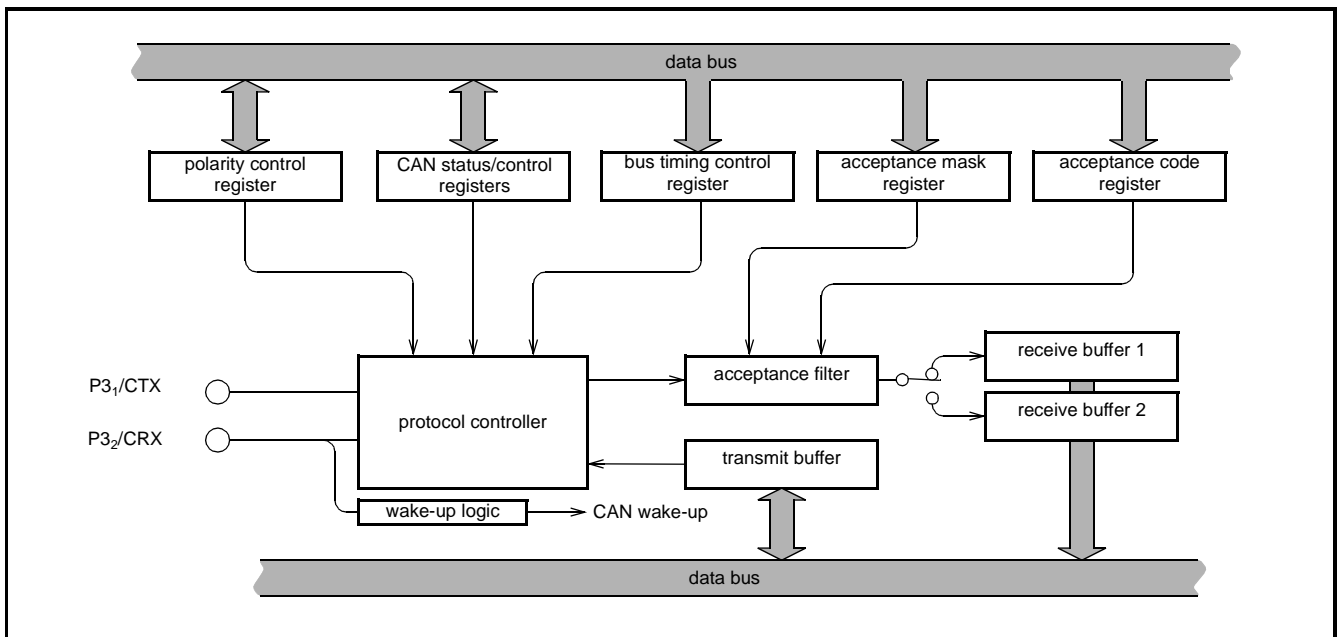 data bus
polarity control
register
CAN status/control
registers
bus timing control
register
acceptance mask
register
acceptance code
register
P3₁/CTX
P3₂/CRX
protocol controller
acceptance filter
receive buffer 1
receive buffer 2
transmit buffer
wake-up logic
CAN wake-up
data bus